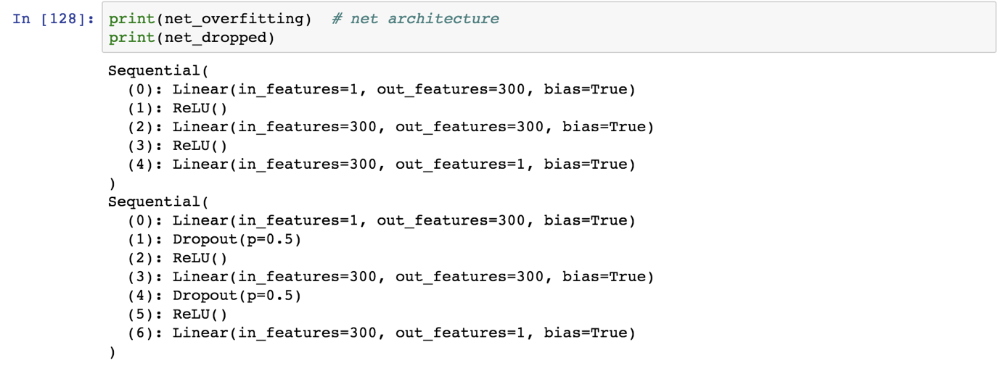 In [128]: print(net_overfitting)  # net architecture
print(net_dropped)
Sequential(
  (0): Linear(in_features=1, out_features=300, bias=True)
  (1): ReLU()
  (2): Linear(in_features=300, out_features=300, bias=True)
  (3): ReLU()
  (4): Linear(in_features=300, out_features=1, bias=True)
)
Sequential(
  (0): Linear(in_features=1, out_features=300, bias=True)
  (1): Dropout(p=0.5)
  (2): ReLU()
  (3): Linear(in_features=300, out_features=300, bias=True)
  (4): Dropout(p=0.5)
  (5): ReLU()
  (6): Linear(in_features=300, out_features=1, bias=True)
)